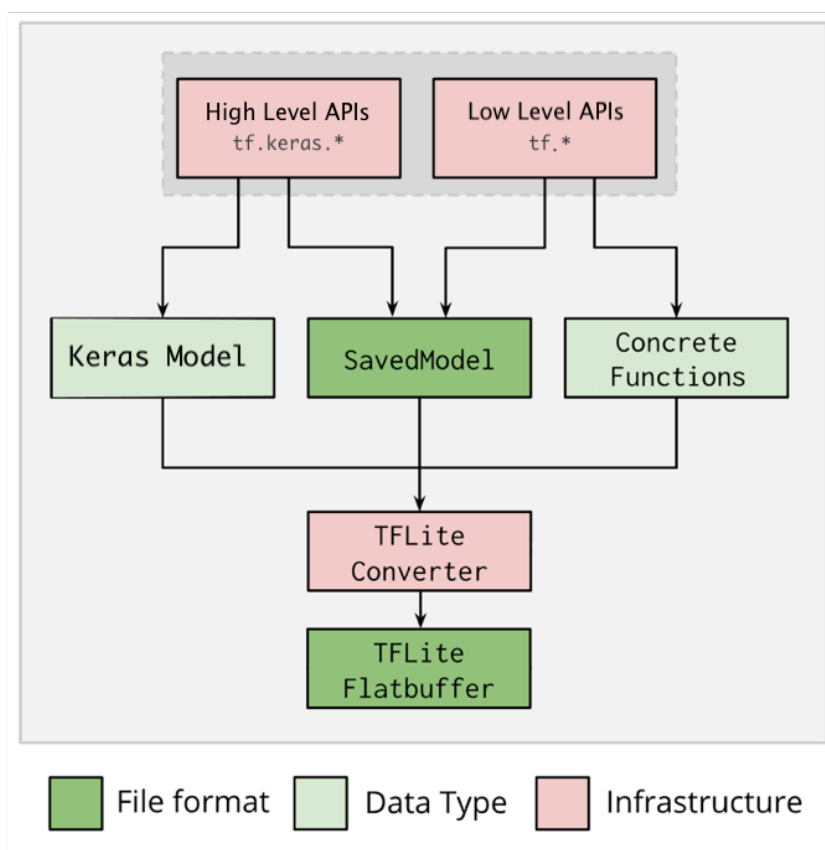 High Level APIs
tf.keras.*
Low Level APIs
tf.*
Keras Model
SavedModel
Concrete
Functions
TFLite
Converter
TFLite
Flatbuffer
File format
Data Type
Infrastructure